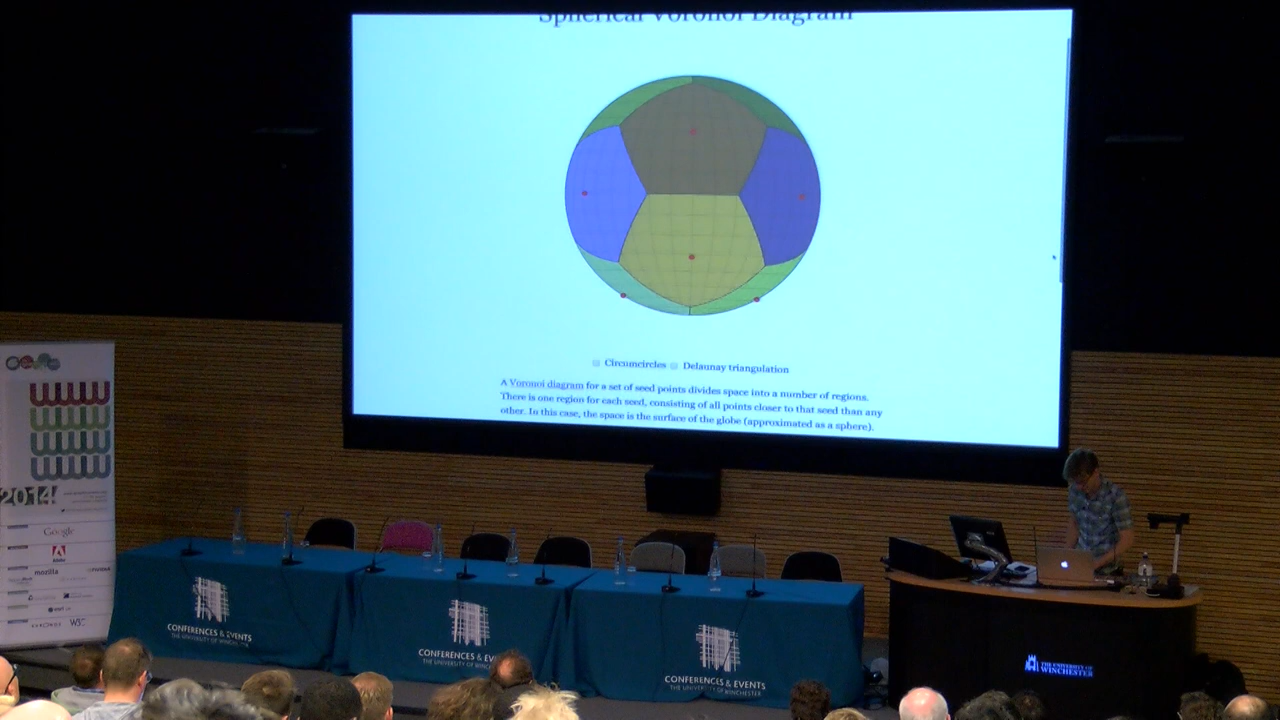 Spherical Voronoi Diagram
Circumcircles Delaunay triangulation
A Voronoi diagram for a set of seed points divides space into a number of regions.
There is one region for each seed, consisting of all points closer to that seed than any
other. In this case, the space is the surface of the globe (approximated as a sphere).
2014!
Google
Adobe
mozilla
W3C
CONFERENCES & EVENTS
THE UNIVERSITY OF WINCHESTER
CONFERENCES & EVE
THE UNIVERSITY OF WINC
CONFERENCES & EVENTS
THE UNIVERSITY OF WINCHESTER
THE UNIVERSITY OF
WINCHESTER